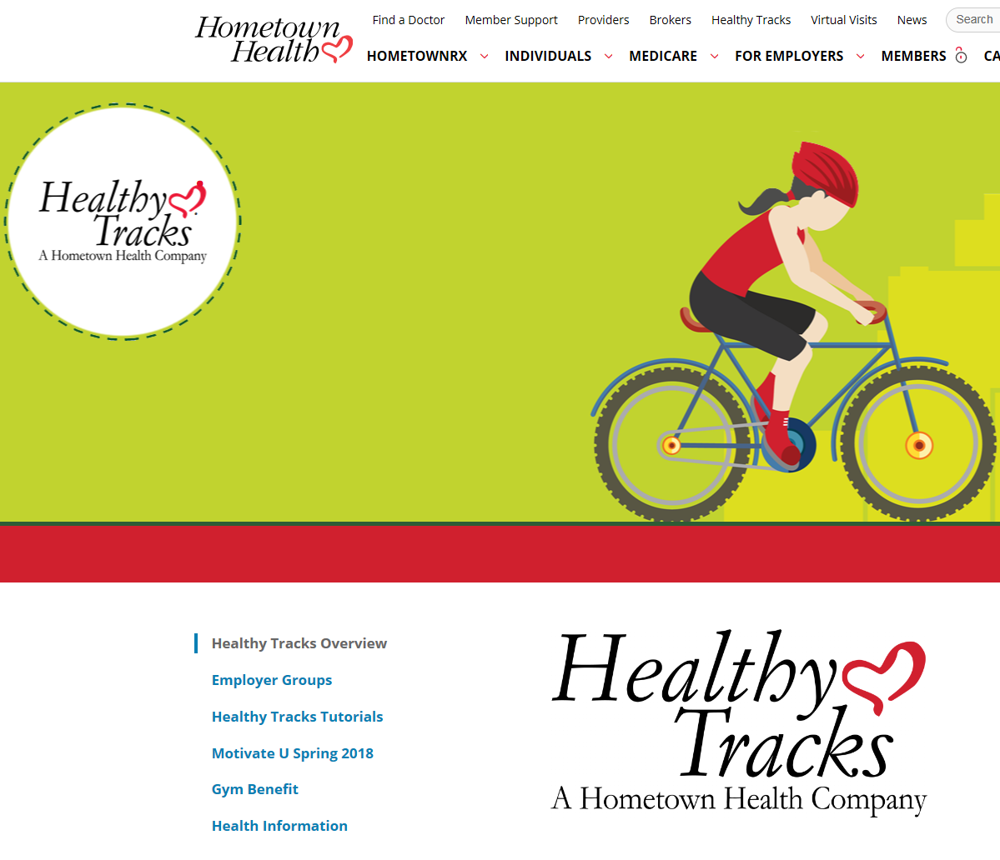 Hometown
Health
Find a Doctor Member Support Providers Brokers Healthy Tracks Virtual Visits News Search
HOMETOWNRX INDIVIDUALS MEDICARE FOR EMPLOYERS MEMBERS CA
Healthy
Tracks
A Hometown Health Company
Healthy Tracks Overview
Employer Groups
Healthy Tracks Tutorials
Motivate U Spring 2018
Gym Benefit
Health Information
Healthy
Tracks
A Hometown Health Company